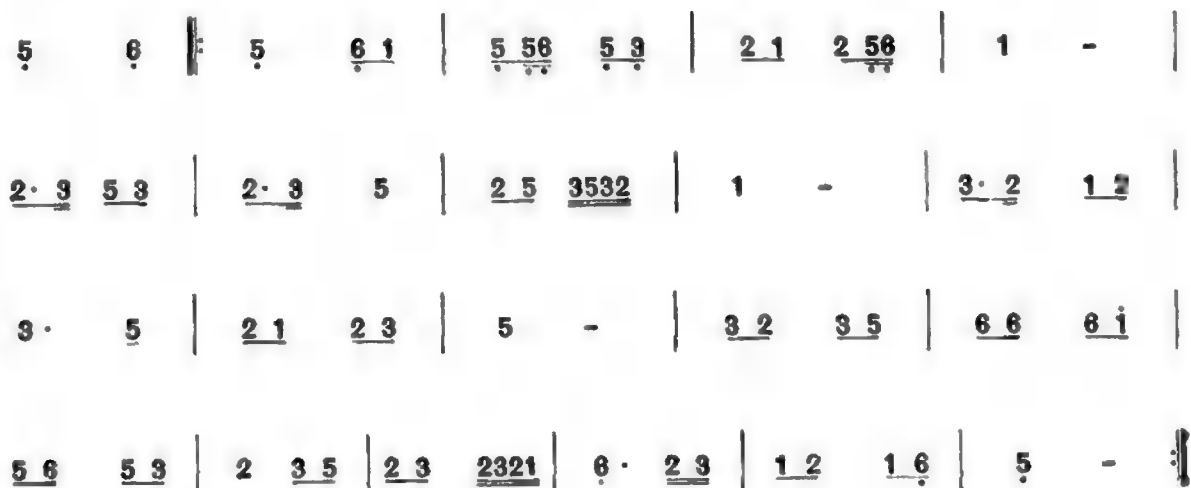 5 6 ‖: 5 6 1 | 5 56 5 3 | 2 1 2 56 | 1 - |
2· 3 5 3 | 2· 3 5 | 2 5 3532 | 1 - | 3· 2 1 2 |
3· 5 | 2 1 2 3 | 5 - | 3 2 3 5 | 6 6 6 i |
5 6 5 3 | 2 3 5 | 2 3 2321 | 6· 2 3 | 1 2 1 6 | 5 - :‖